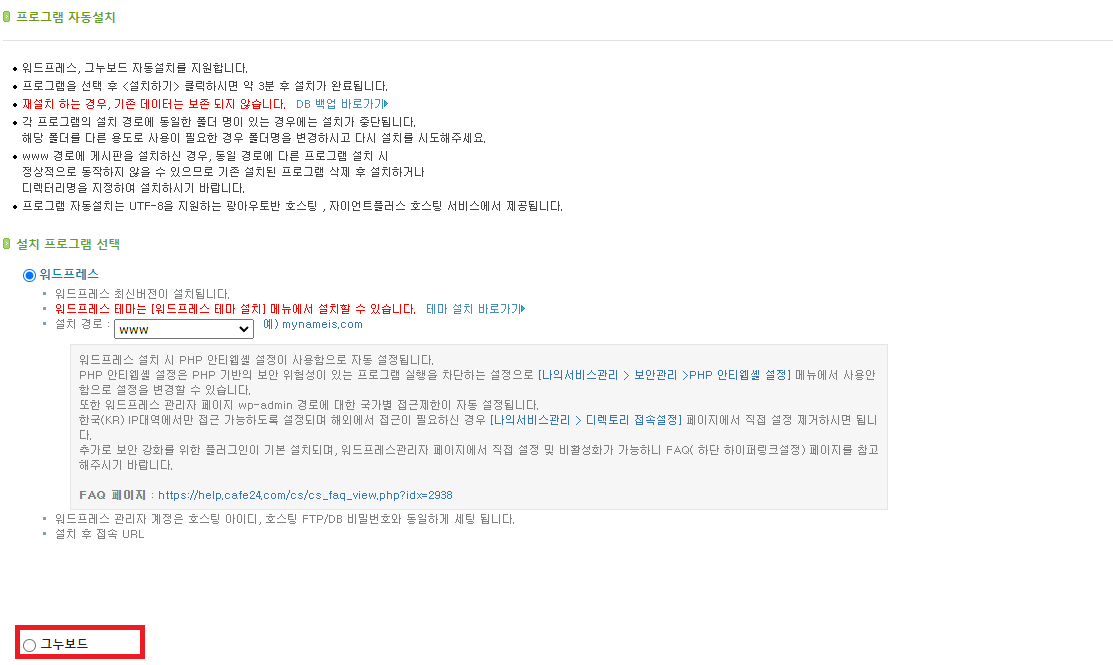 프로그램 자동설치
워드프레스, 그누보드 자동설치를 지원합니다.
프로그램을 선택 후 <설치하기> 클릭하시면 약 3분 후 설치가 완료됩니다.
재설치 하는 경우, 기존 데이터는 보존 되지 않습니다. DB 백업 바로가기
각 프로그램의 설치 경로에 동일한 폴더 명이 있는 경우에는 설치가 중단됩니다.
해당 폴더를 다른 용도로 사용이 필요한 경우 폴더명을 변경하시고 다시 설치를 시도해주세요.
www 경로에 게시판을 설치하신 경우, 동일 경로에 다른 프로그램 설치 시
정상적으로 동작하지 않을 수 있으므로 기존 설치된 프로그램 삭제 후 설치하거나
디렉터리명을 지정하여 설치하시기 바랍니다.
프로그램 자동설치는 UTF-8을 지원하는 광아우토반 호스팅 , 자이언트플러스 호스팅 서비스에서 제공됩니다.
설치 프로그램 선택
워드프레스
워드프레스 최신버전이 설치됩니다.
워드프레스 테마는 [워드프레스 테마 설치] 메뉴에서 설치할 수 있습니다. 테마 설치 바로가기
설치 경로 : www 예) mynameis.com
워드프레스 설치 시 PHP 안티웹쉘 설정이 사용함으로 자동 설정됩니다.
PHP 안티웹쉘 설정은 PHP 기반의 보안 위험성이 있는 프로그램 실행을 차단하는 설정으로 [나의서비스관리 > 보안관리 >PHP 안티웹쉘 설정] 메뉴에서 사용안
함으로 설정을 변경할 수 있습니다.
또한 워드프레스 관리자 페이지 wp-admin 경로에 대한 국가별 접근제한이 자동 설정됩니다.
한국(KR) IP대역에서만 접근 가능하도록 설정되며 해외에서 접근이 필요하신 경우 [나의서비스관리 > 디렉토리 접속설정] 페이지에서 직접 설정 제거하시면 됩니
다.
추가로 보안 강화를 위한 플러그인이 기본 설치되며, 워드프레스관리자 페이지에서 직접 설정 및 비활성화가 가능하니 FAQ( 하단 하이퍼링크설정) 페이지를 참고
해주시기 바랍니다.
FAQ 페이지 : https://help.cafe24.com/cs/cs_faq_view.php?idx=2938
워드프레스 관리자 계정은 호스팅 아이디, 호스팅 FTP/DB 비밀번호와 동일하게 세팅 됩니다.
설치 후 접속 URL
그누보드